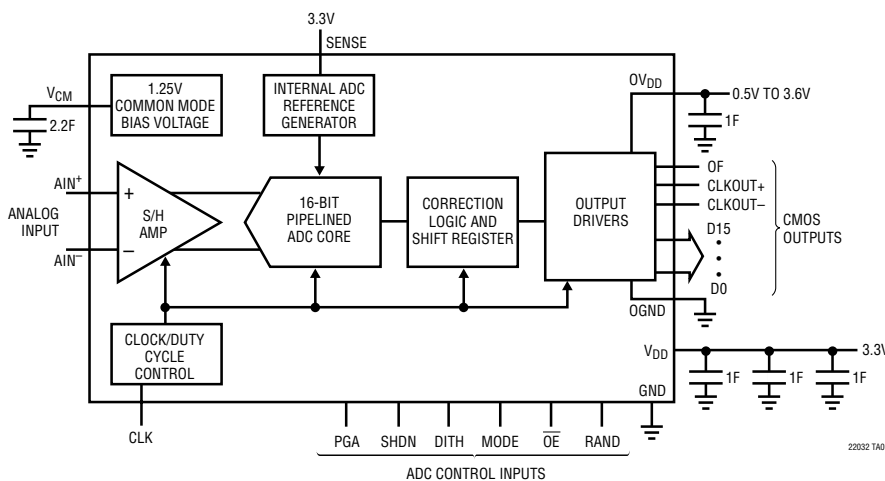 3.3V
SENSE
VCM
2.2F
1.25V
COMMON MODE
BIAS VOLTAGE
INTERNAL ADC
REFERENCE
GENERATOR
OVDD
0.5V TO 3.6V
1F
AIN+
ANALOG
INPUT
AIN–
+
–
S/H
AMP
16-BIT
PIPELINED
ADC CORE
CORRECTION
LOGIC AND
SHIFT REGISTER
OUTPUT
DRIVERS
OF
CLKOUT+
CLKOUT–
D15
•
•
•
D0
CMOS
OUTPUTS
OGND
CLOCK/DUTY
CYCLE
CONTROL
VDD
3.3V
1F
1F
1F
GND
CLK
PGA
SHDN
DITH
MODE
OE
RAND
ADC CONTROL INPUTS
22032 TA0